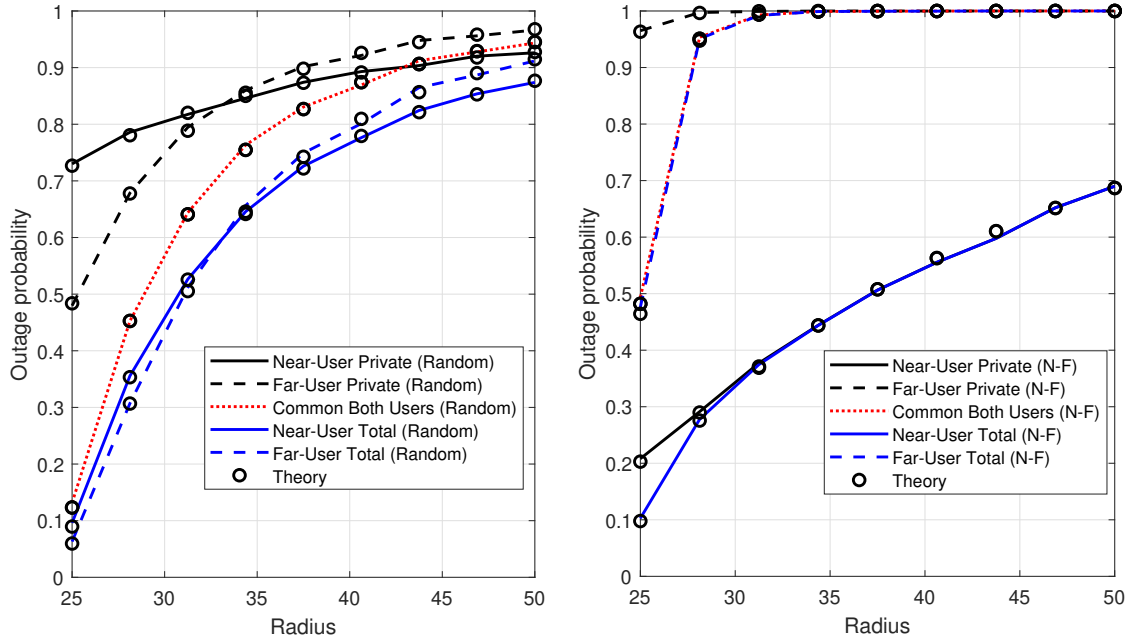 1
0.9
0.8
0.7
0.6
0.5
0.4
0.3
0.2
0.1
0
Outage probability
Near-User Private (Random)
Far-User Private (Random)
Common Both Users (Random)
Near-User Total (Random)
Far-User Total (Random)
Theory
25 30 35 40 45 50
Radius
1
0.9
0.8
0.7
0.6
0.5
0.4
0.3
0.2
0.1
0
Outage probability
Near-User Private (N-F)
Far-User Private (N-F)
Common Both Users (N-F)
Near-User Total (N-F)
Far-User Total (N-F)
Theory
25 30 35 40 45 50
Radius